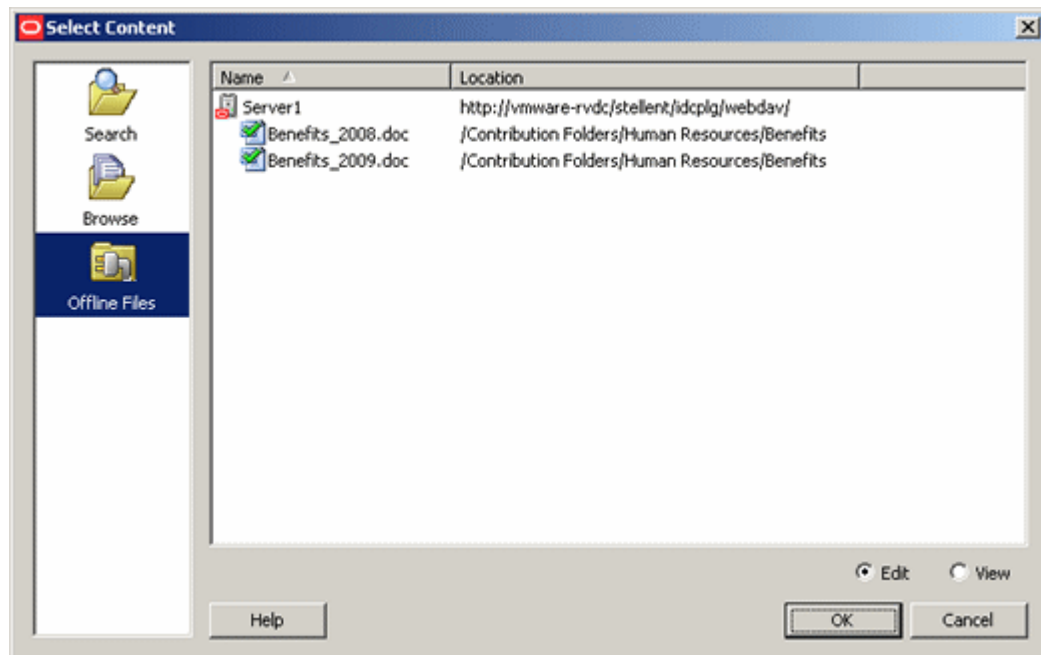 Select Content
Search
Browse
Offline Files
Name Location
Server1 http://vmware-rvdc/stellent/idcplg/webdav/
Benefits_2008.doc /Contribution Folders/Human Resources/Benefits
Benefits_2009.doc /Contribution Folders/Human Resources/Benefits
Edit View
Help OK Cancel